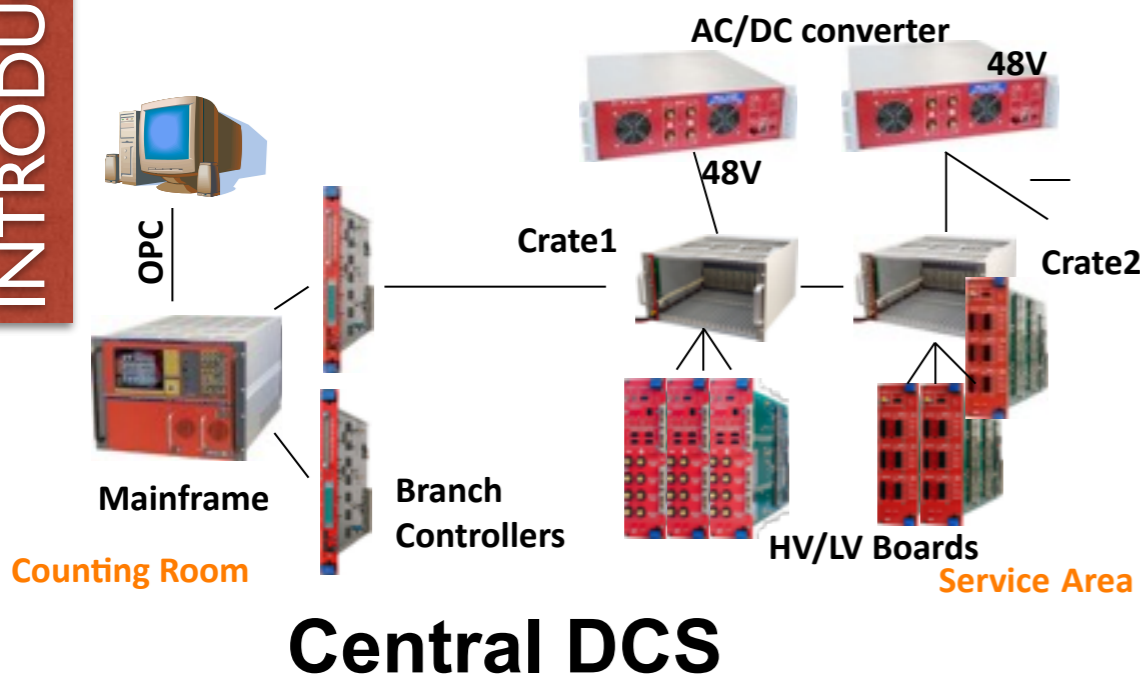 INTRODU
AC/DC converter
48V
48V
OPC
Crate1
Crate2
Mainframe
Branch
Controllers
HV/LV Boards
Counting Room
Service Area
Central DCS